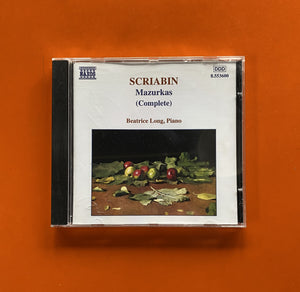 NAXOS
DDD
8.553600
SCRIABIN
Mazurkas
(Complete)
Beatrice Long, Piano